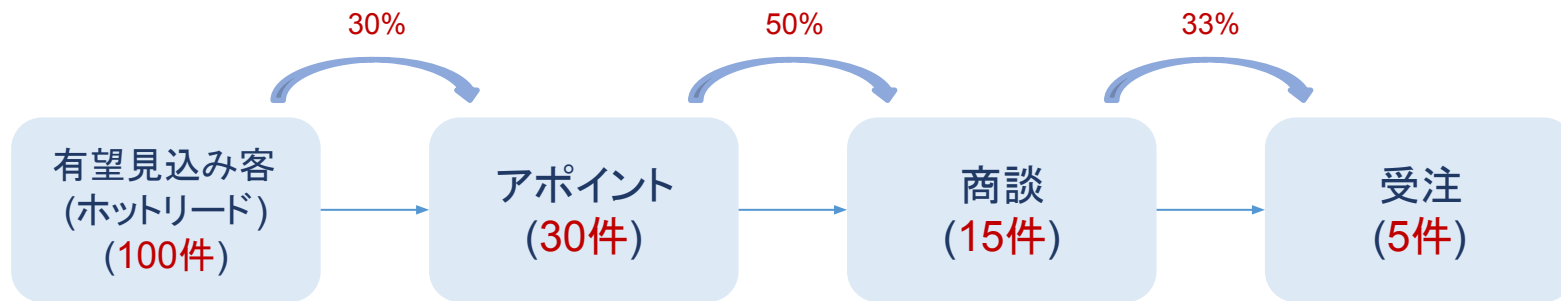 30%
50%
33%
有望見込み客
(ホットリード)
(100件)
アポイント
(30件)
商談
(15件)
受注
(5件)